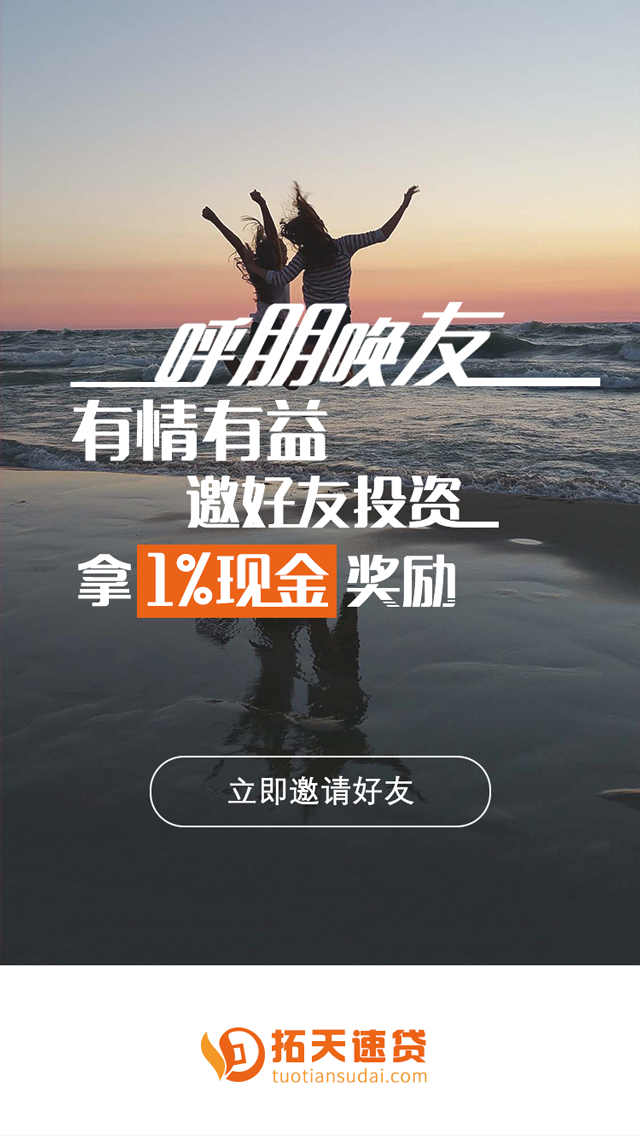 呼朋唤友
有情有益
邀好友投资
拿1%现金奖励
立即邀请好友
拓天速贷
tuotiansudai.com